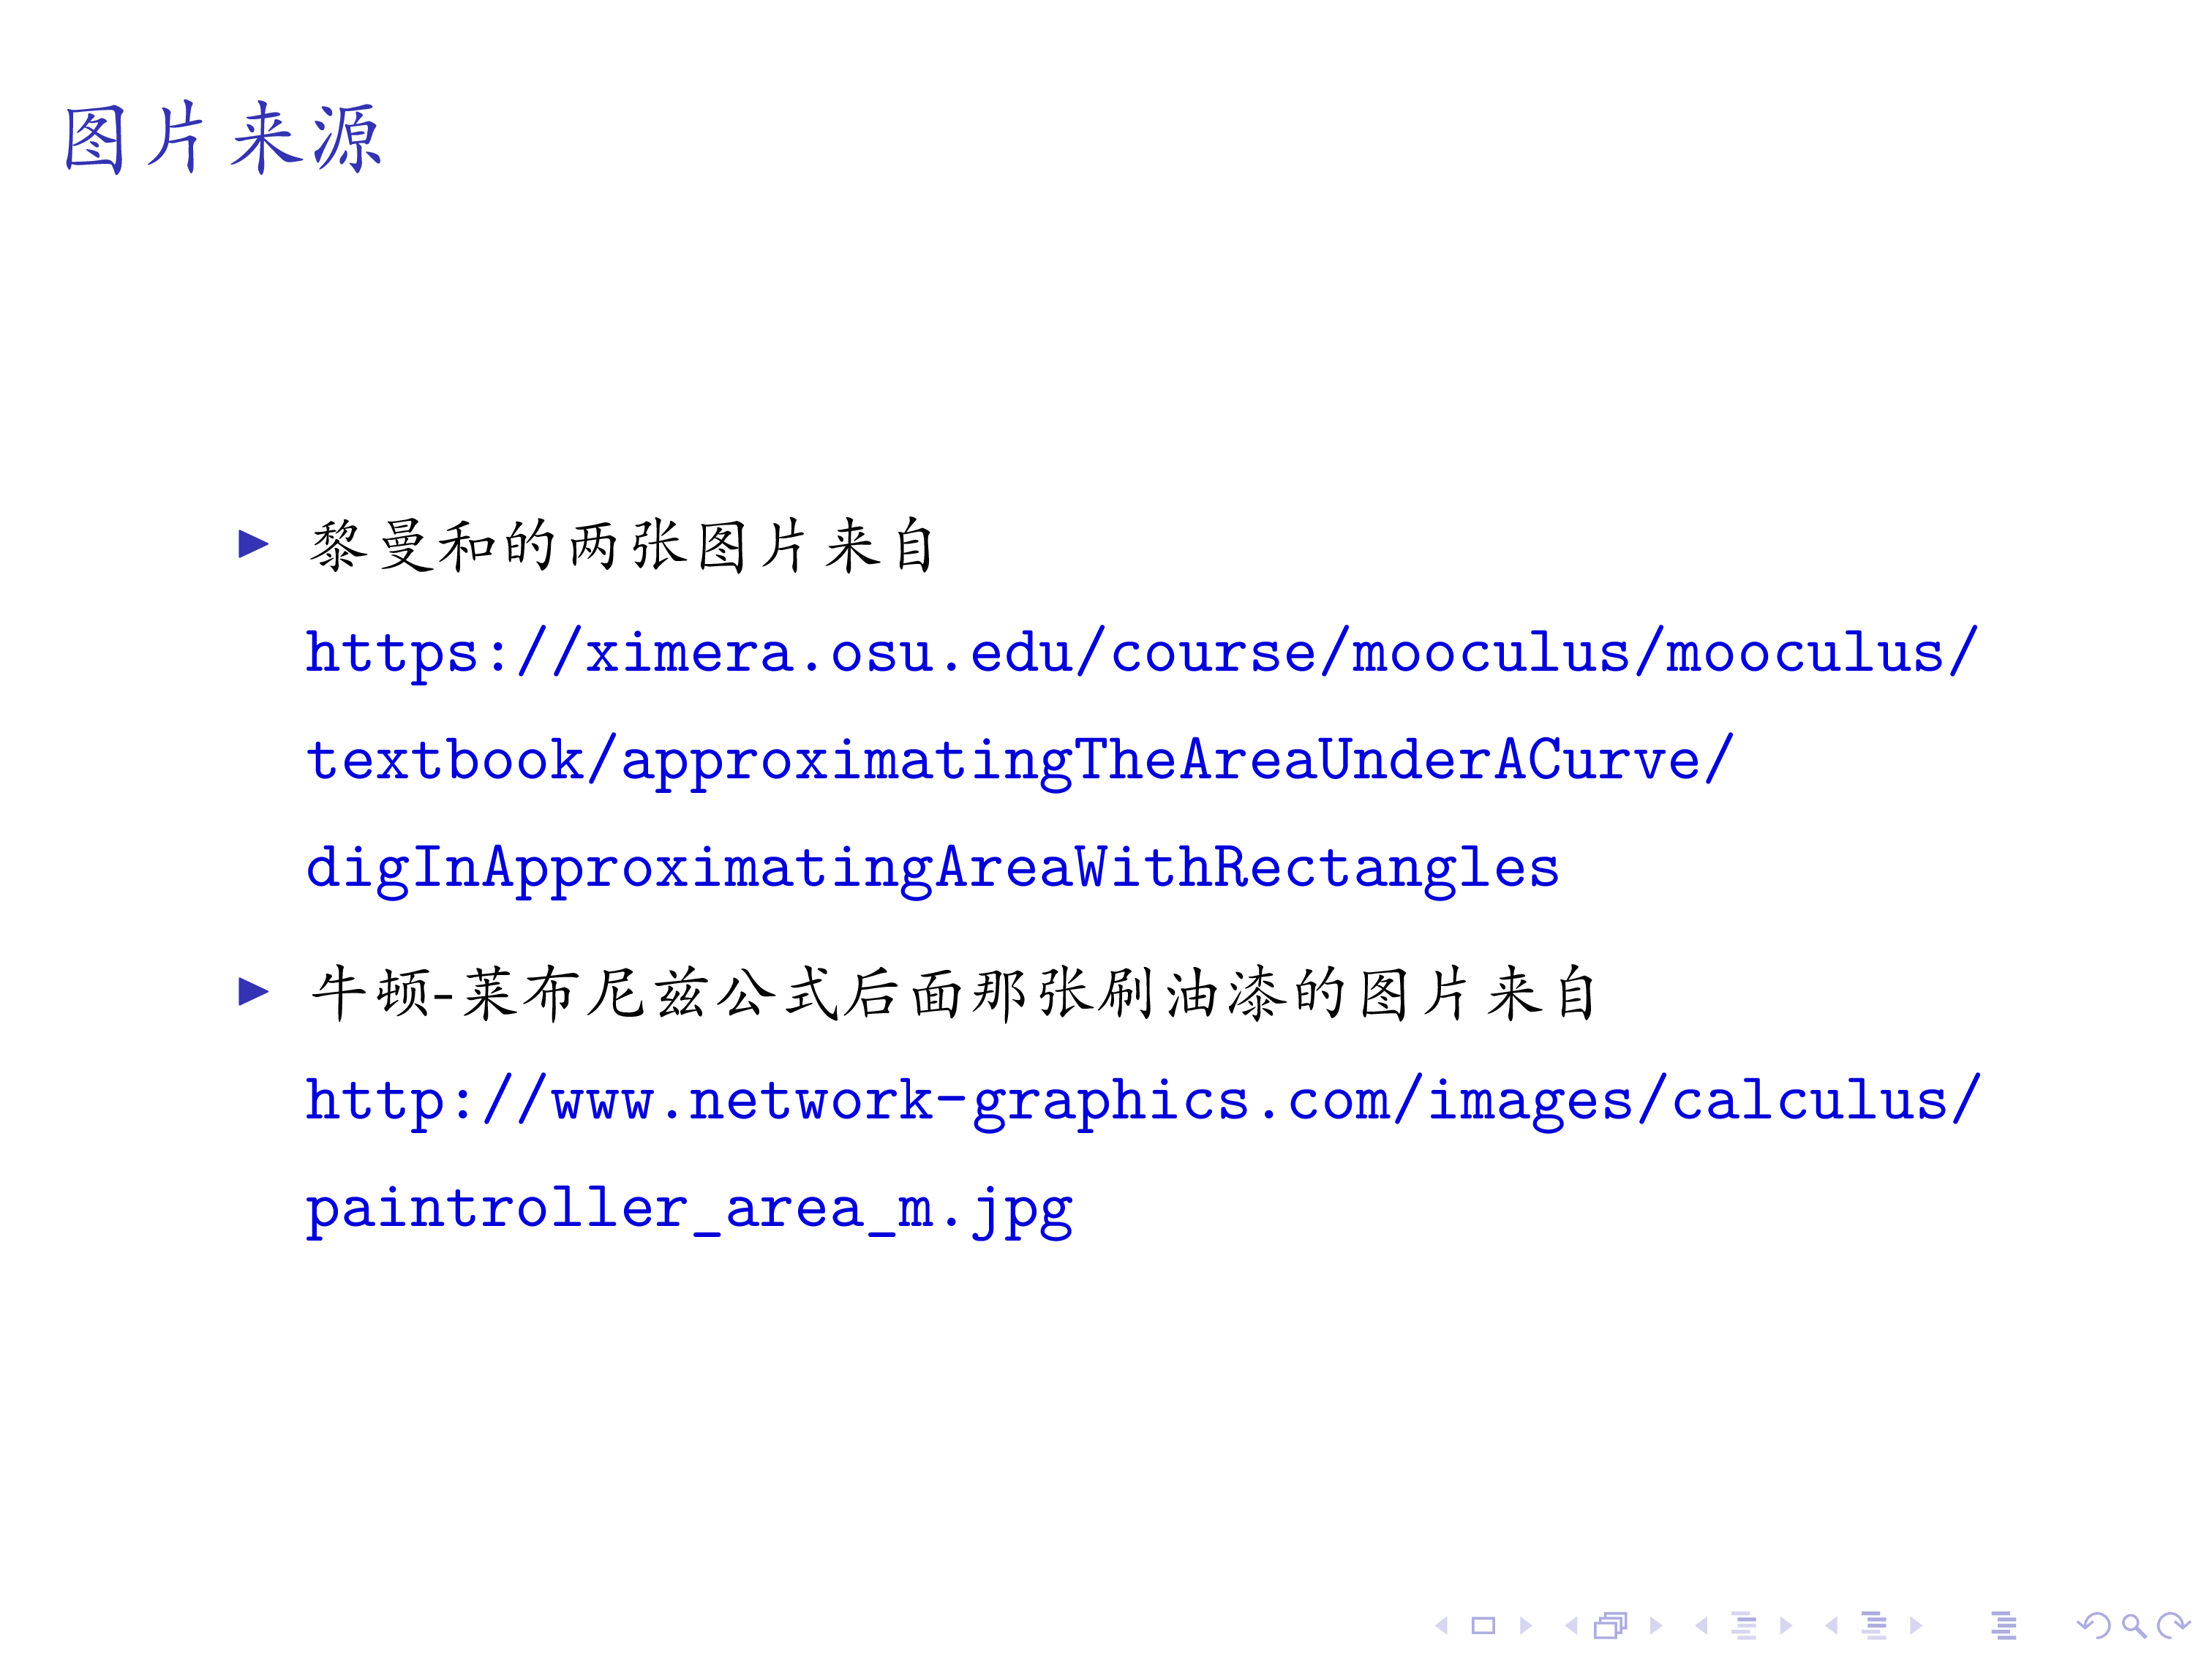 图片来源
黎曼和的两张图片来自
https://ximera.osu.edu/course/mooculus/mooculus/
textbook/approximatingTheAreaUnderACurve/
digInApproximatingAreaWithRectangles
牛顿-莱布尼兹公式后面那张刷油漆的图片来自
http://www.network-graphics.com/images/calculus/
paintroller_area_m.jpg